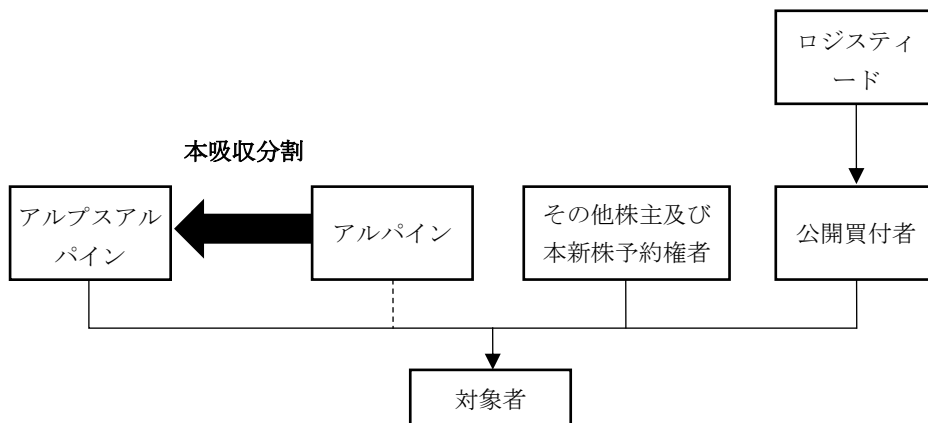 ロジスティ
ード
本吸収分割
アルプスアル
パイン
アルパイン
その他株主及び
本新株予約権者
公開買付者
対象者